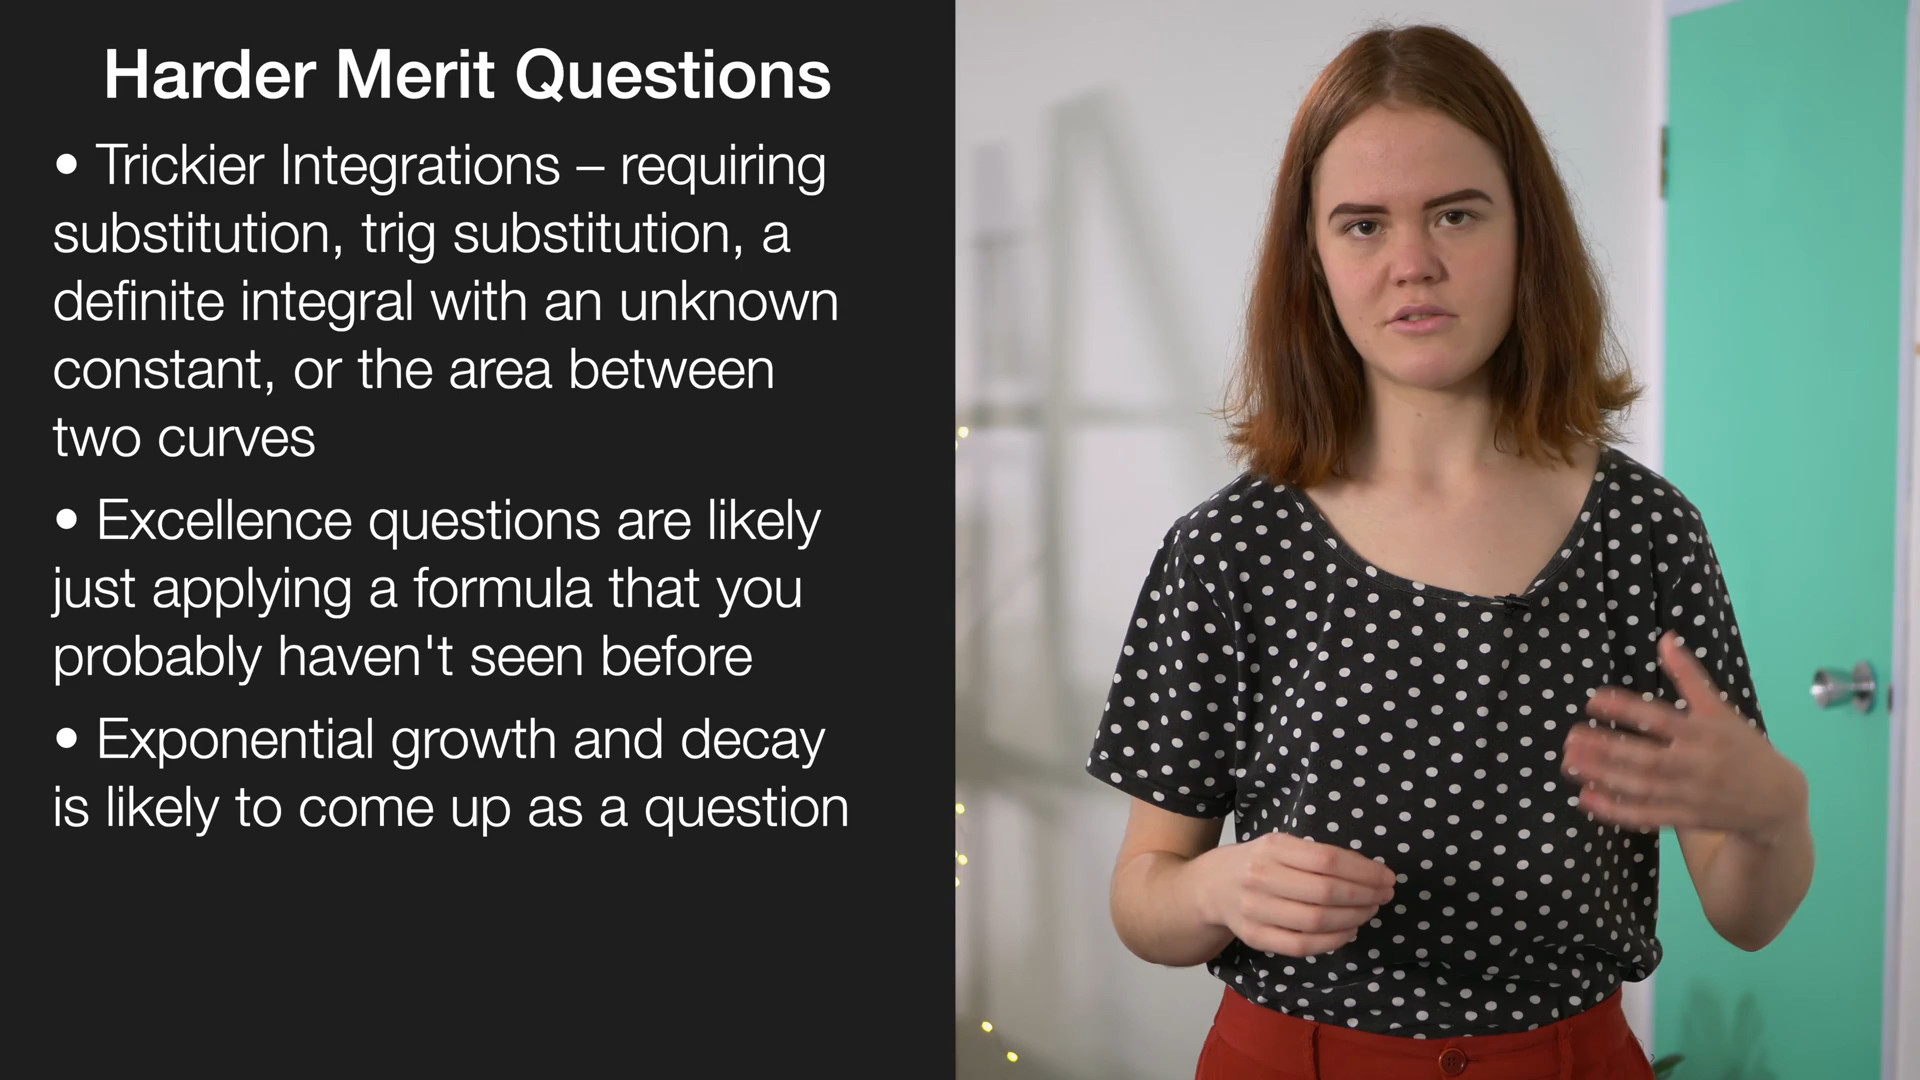 Harder Merit Questions
• Trickier Integrations – requiring
substitution, trig substitution, a
definite integral with an unknown
constant, or the area between
two curves
• Excellence questions are likely
just applying a formula that you
probably haven't seen before
• Exponential growth and decay
is likely to come up as a question